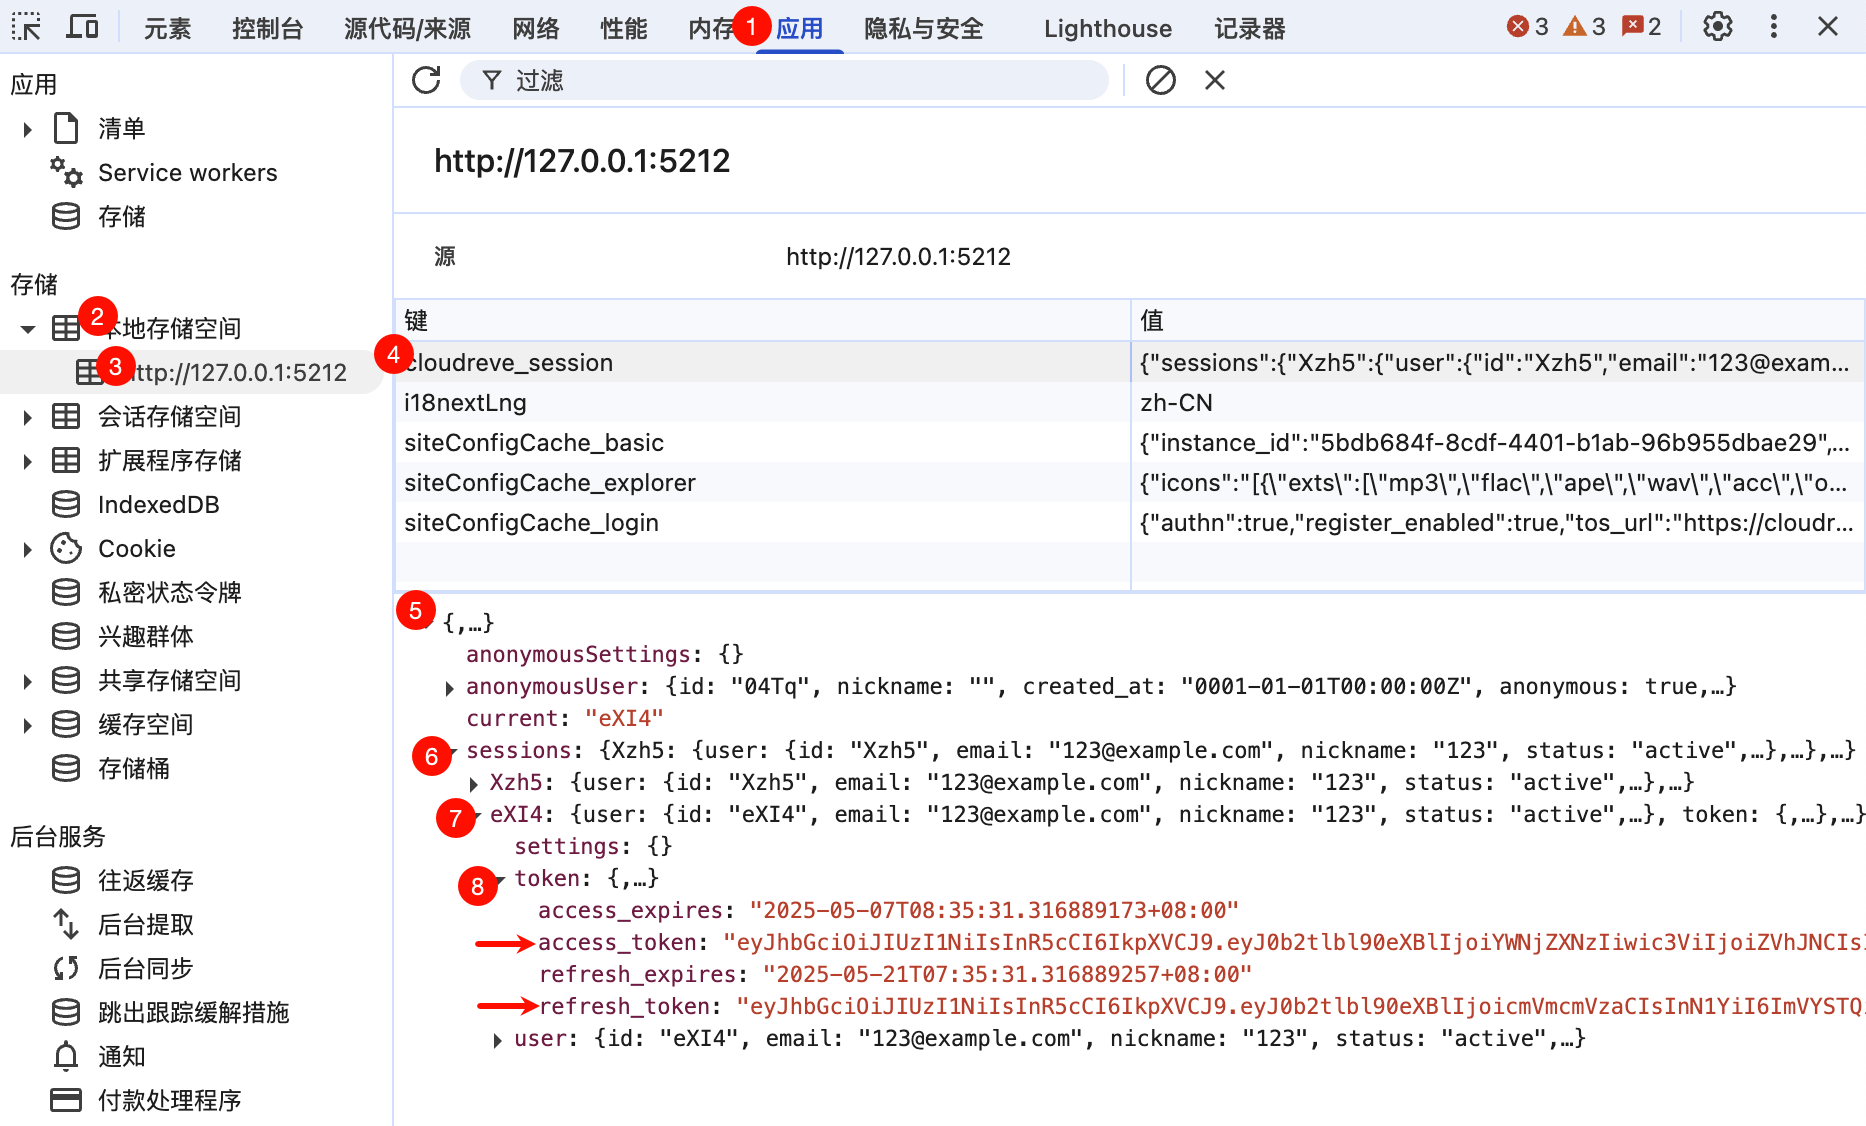 元素 控制台 源代码/来源 网络 性能 内存 1 应用 隐私与安全 Lighthouse 记录器 3 3 2
应用
清单
Service workers
存储
存储
2 本地存储空间
3 http://127.0.0.1:5212
会话存储空间
扩展程序存储
IndexedDB
Cookie
私密状态令牌
兴趣群体
共享存储空间
缓存空间
存储桶
后台服务
往返缓存
后台提取
后台同步
跳出跟踪缓解措施
通知
付款处理程序
过滤
http://127.0.0.1:5212
源 http://127.0.0.1:5212
键 值
4 cloudreve_session {"sessions":{"Xzh5":{"user":{"id":"Xzh5","email":"123@exam...
i18nextLng zh-CN
siteConfigCache_basic {"instance_id":"5bdb684f-8cdf-4401-b1ab-96b955dbae29",...
siteConfigCache_explorer {"icons":"[{\"exts\":[\"mp3\",\"flac\",\"ape\",\"wav\",\"acc\",\"o...
siteConfigCache_login {"authn":true,"register_enabled":true,"tos_url":"https://cloudr...
5 {,…}
anonymousSettings: {}
anonymousUser: {id: "04Tq", nickname: "", created_at: "0001-01-01T00:00:00Z", anonymous: true,…}
current: "eXI4"
6 sessions: {Xzh5: {user: {id: "Xzh5", email: "123@example.com", nickname: "123", status: "active",…},…},…}
Xzh5: {user: {id: "Xzh5", email: "123@example.com", nickname: "123", status: "active",…},…}
7 eXI4: {user: {id: "eXI4", email: "123@example.com", nickname: "123", status: "active",…}, token: {,…},…}
settings: {}
8 token: {,…}
access_expires: "2025-05-07T08:35:31.316889173+08:00"
access_token: "eyJhbGciOiJIUzI1NiIsInR5cCI6IkpXVCJ9.eyJ0b2tlbl90eXBlIjoiYWNjZXNzIiwic3ViIjoiZVhJNCIs
refresh_expires: "2025-05-21T07:35:31.316889257+08:00"
refresh_token: "eyJhbGciOiJIUzI1NiIsInR5cCI6IkpXVCJ9.eyJ0b2tlbl90eXBlIjoicmVmcmVzaCIsInN1YiI6ImVYSTQ
user: {id: "eXI4", email: "123@example.com", nickname: "123", status: "active",…}